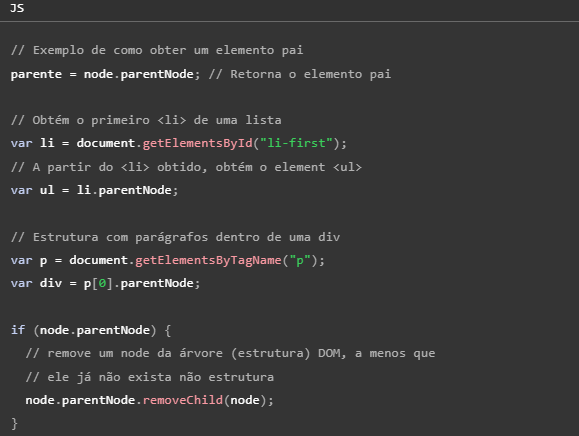 JS
// Exemplo de como obter um elemento pai
parente = node.parentNode; // Retorna o elemento pai
// Obtém o primeiro <li> de uma lista
var li = document.getElementsById("li-first");
// A partir do <li> obtido, obtém o element <ul>
var ul = li.parentNode;
// Estrutura com parágrafos dentro de uma div
var p = document.getElementsByTagName("p");
var div = p[0].parentNode;
if (node.parentNode) {
// remove um node da árvore (estrutura) DOM, a menos que
// ele já não exista não estrutura
node.parentNode.removeChild(node);
}